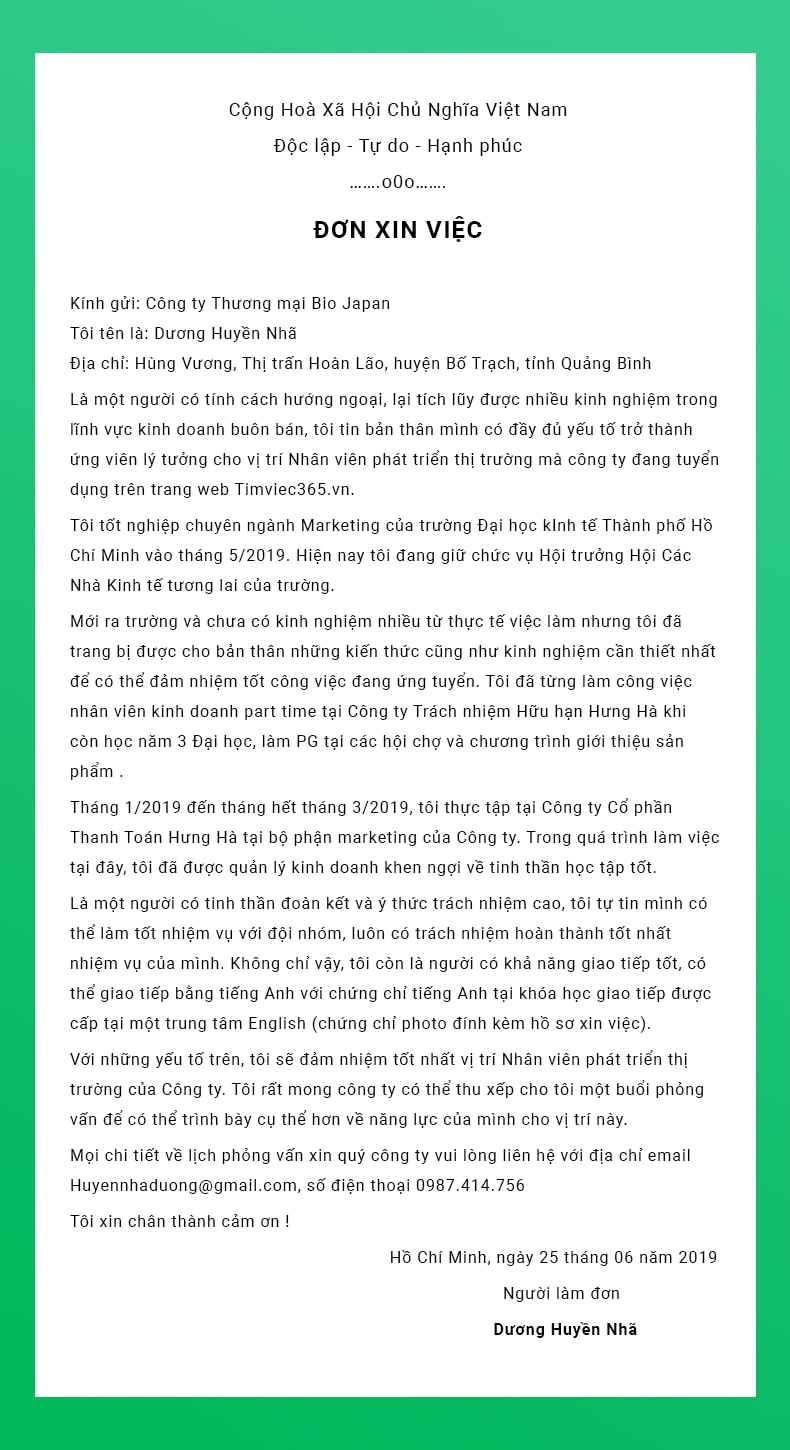 Cộng Hoà Xã Hội Chủ Nghĩa Việt Nam
Độc lập - Tự do - Hạnh phúc
.......o0o.......
ĐƠN XIN VIỆC
Kính gửi: Công ty Thương mại Bio Japan
Tôi tên là: Dương Huyền Nhã
Địa chỉ: Hùng Vương, Thị trấn Hoàn Lão, huyện Bố Trạch, tỉnh Quảng Bình
Là một người có tính cách hướng ngoại, lại tích lũy được nhiều kinh nghiệm trong
lĩnh vực kinh doanh buôn bán, tôi tin bản thân mình có đầy đủ yếu tố trở thành
ứng viên lý tưởng cho vị trí Nhân viên phát triển thị trường mà công ty đang tuyển
dụng trên trang web Timviec365.vn.
Tôi tốt nghiệp chuyên ngành Marketing của trường Đại học kInh tế Thành phố Hồ
Chí Minh vào tháng 5/2019. Hiện nay tôi đang giữ chức vụ Hội trưởng Hội Các
Nhà Kinh tế tương lai của trường.
Mới ra trường và chưa có kinh nghiệm nhiều từ thực tế việc làm nhưng tôi đã
trang bị được cho bản thân những kiến thức cũng như kinh nghiệm cần thiết nhất
để có thể đảm nhiệm tốt công việc đang ứng tuyển. Tôi đã từng làm công việc
nhân viên kinh doanh part time tại Công ty Trách nhiệm Hữu hạn Hưng Hà khi
còn học năm 3 Đại học, làm PG tại các hội chợ và chương trình giới thiệu sản
phẩm .
Tháng 1/2019 đến tháng hết tháng 3/2019, tôi thực tập tại Công ty Cổ phần
Thanh Toán Hưng Hà tại bộ phận marketing của Công ty. Trong quá trình làm việc
tại đây, tôi đã được quản lý kinh doanh khen ngợi về tinh thần học tập tốt.
Là một người có tinh thần đoàn kết và ý thức trách nhiệm cao, tôi tự tin mình có
thể làm tốt nhiệm vụ với đội nhóm, luôn có trách nhiệm hoàn thành tốt nhất
nhiệm vụ của mình. Không chỉ vậy, tôi còn là người có khả năng giao tiếp tốt, có
thể giao tiếp bằng tiếng Anh với chứng chỉ tiếng Anh tại khóa học giao tiếp được
cấp tại một trung tâm English (chứng chỉ photo đính kèm hồ sơ xin việc).
Với những yếu tố trên, tôi sẽ đảm nhiệm tốt nhất vị trí Nhân viên phát triển thị
trường của Công ty. Tôi rất mong công ty có thể thu xếp cho tôi một buổi phỏng
vấn để có thể trình bày cụ thể hơn về năng lực của mình cho vị trí này.
Mọi chi tiết về lịch phỏng vấn xin quý công ty vui lòng liên hệ với địa chỉ email
Huyennhaduong@gmail.com, số điện thoại 0987.414.756
Tôi xin chân thành cảm ơn !
Hồ Chí Minh, ngày 25 tháng 06 năm 2019
Người làm đơn
Dương Huyền Nhã